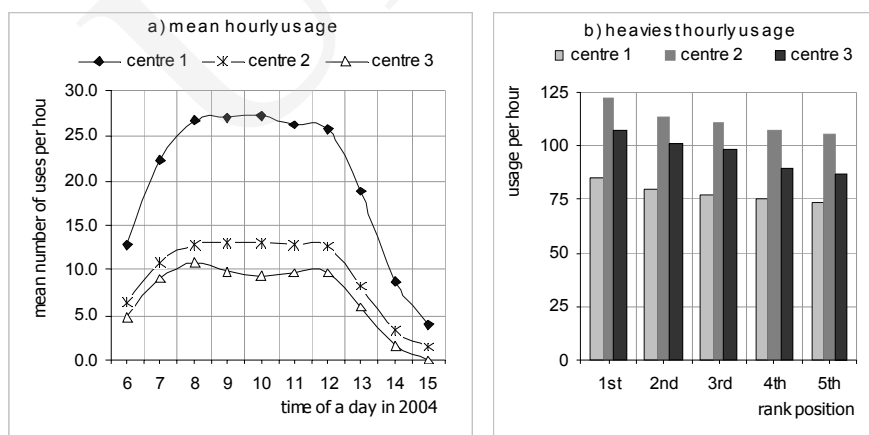 a) mean hourly usage
centre 1 centre 2 centre 3
mean number of uses per hou
30.0
25.0
20.0
15.0
10.0
5.0
0.0
6 7 8 9 10 11 12 13 14 15
time of a day in 2004
b) heaviest hourly usage
centre 1 centre 2 centre 3
usage per hour
125
100
75
50
25
0
1st 2nd 3rd 4th 5th
rank position